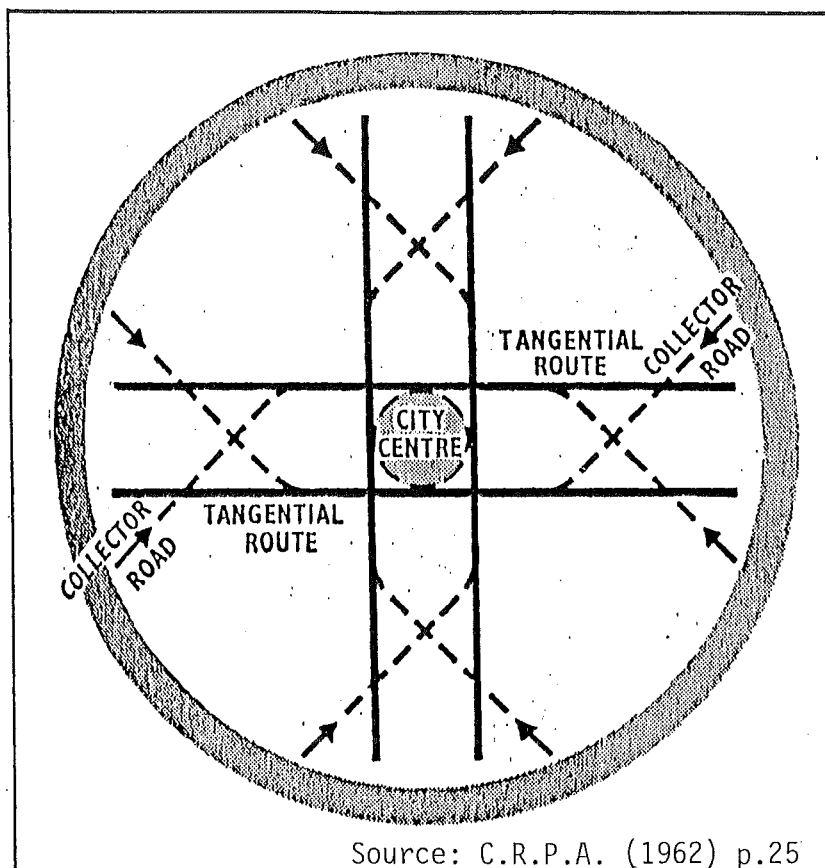 TANGENTIAL
ROUTE
COLLECTOR
ROAD
CITY
CENTRE
TANGENTIAL
ROUTE
COLLECTOR
ROAD
Source: C.R.P.A. (1962) p.25